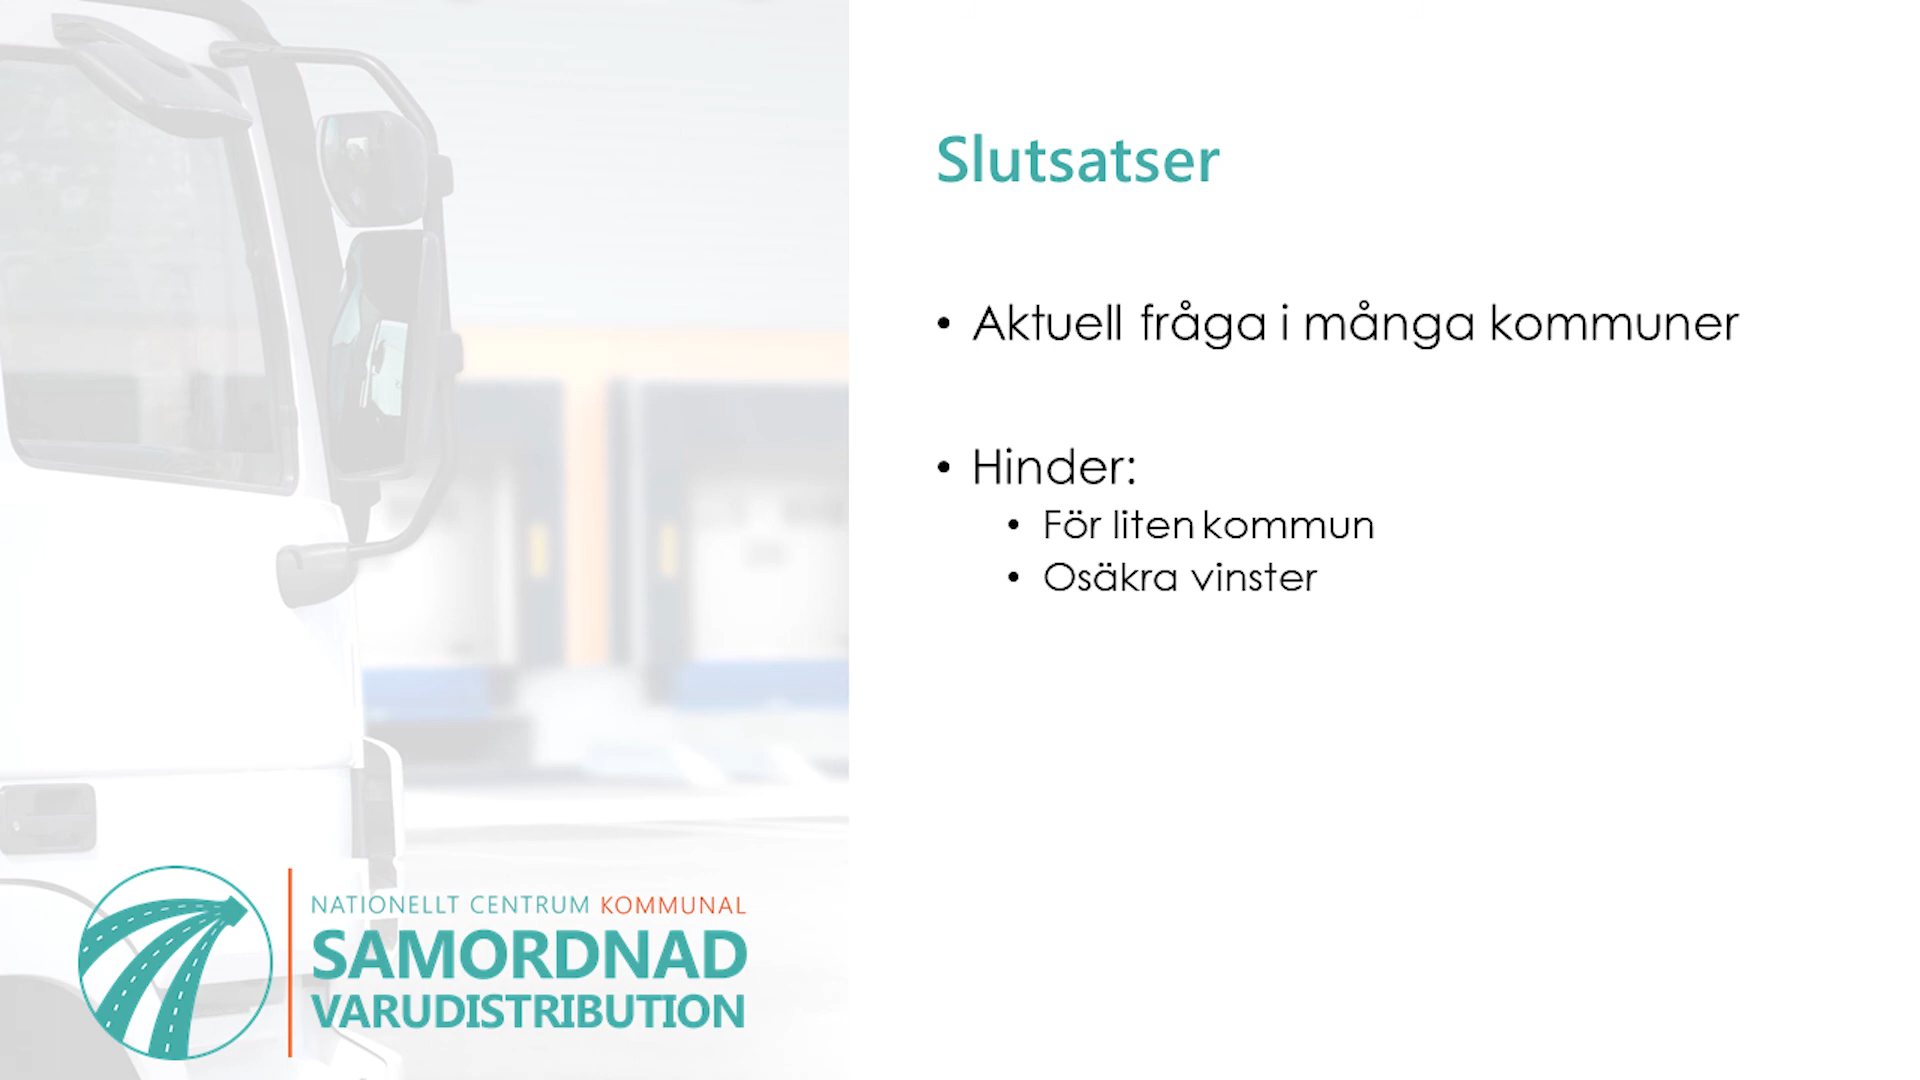 Slutsatser
• Aktuell fråga i många kommuner
• Hinder:
• För liten kommun
• Osäkra vinster
NATIONELLT CENTRUM KOMMUNAL
SAMORDNAD
VARUDISTRIBUTION